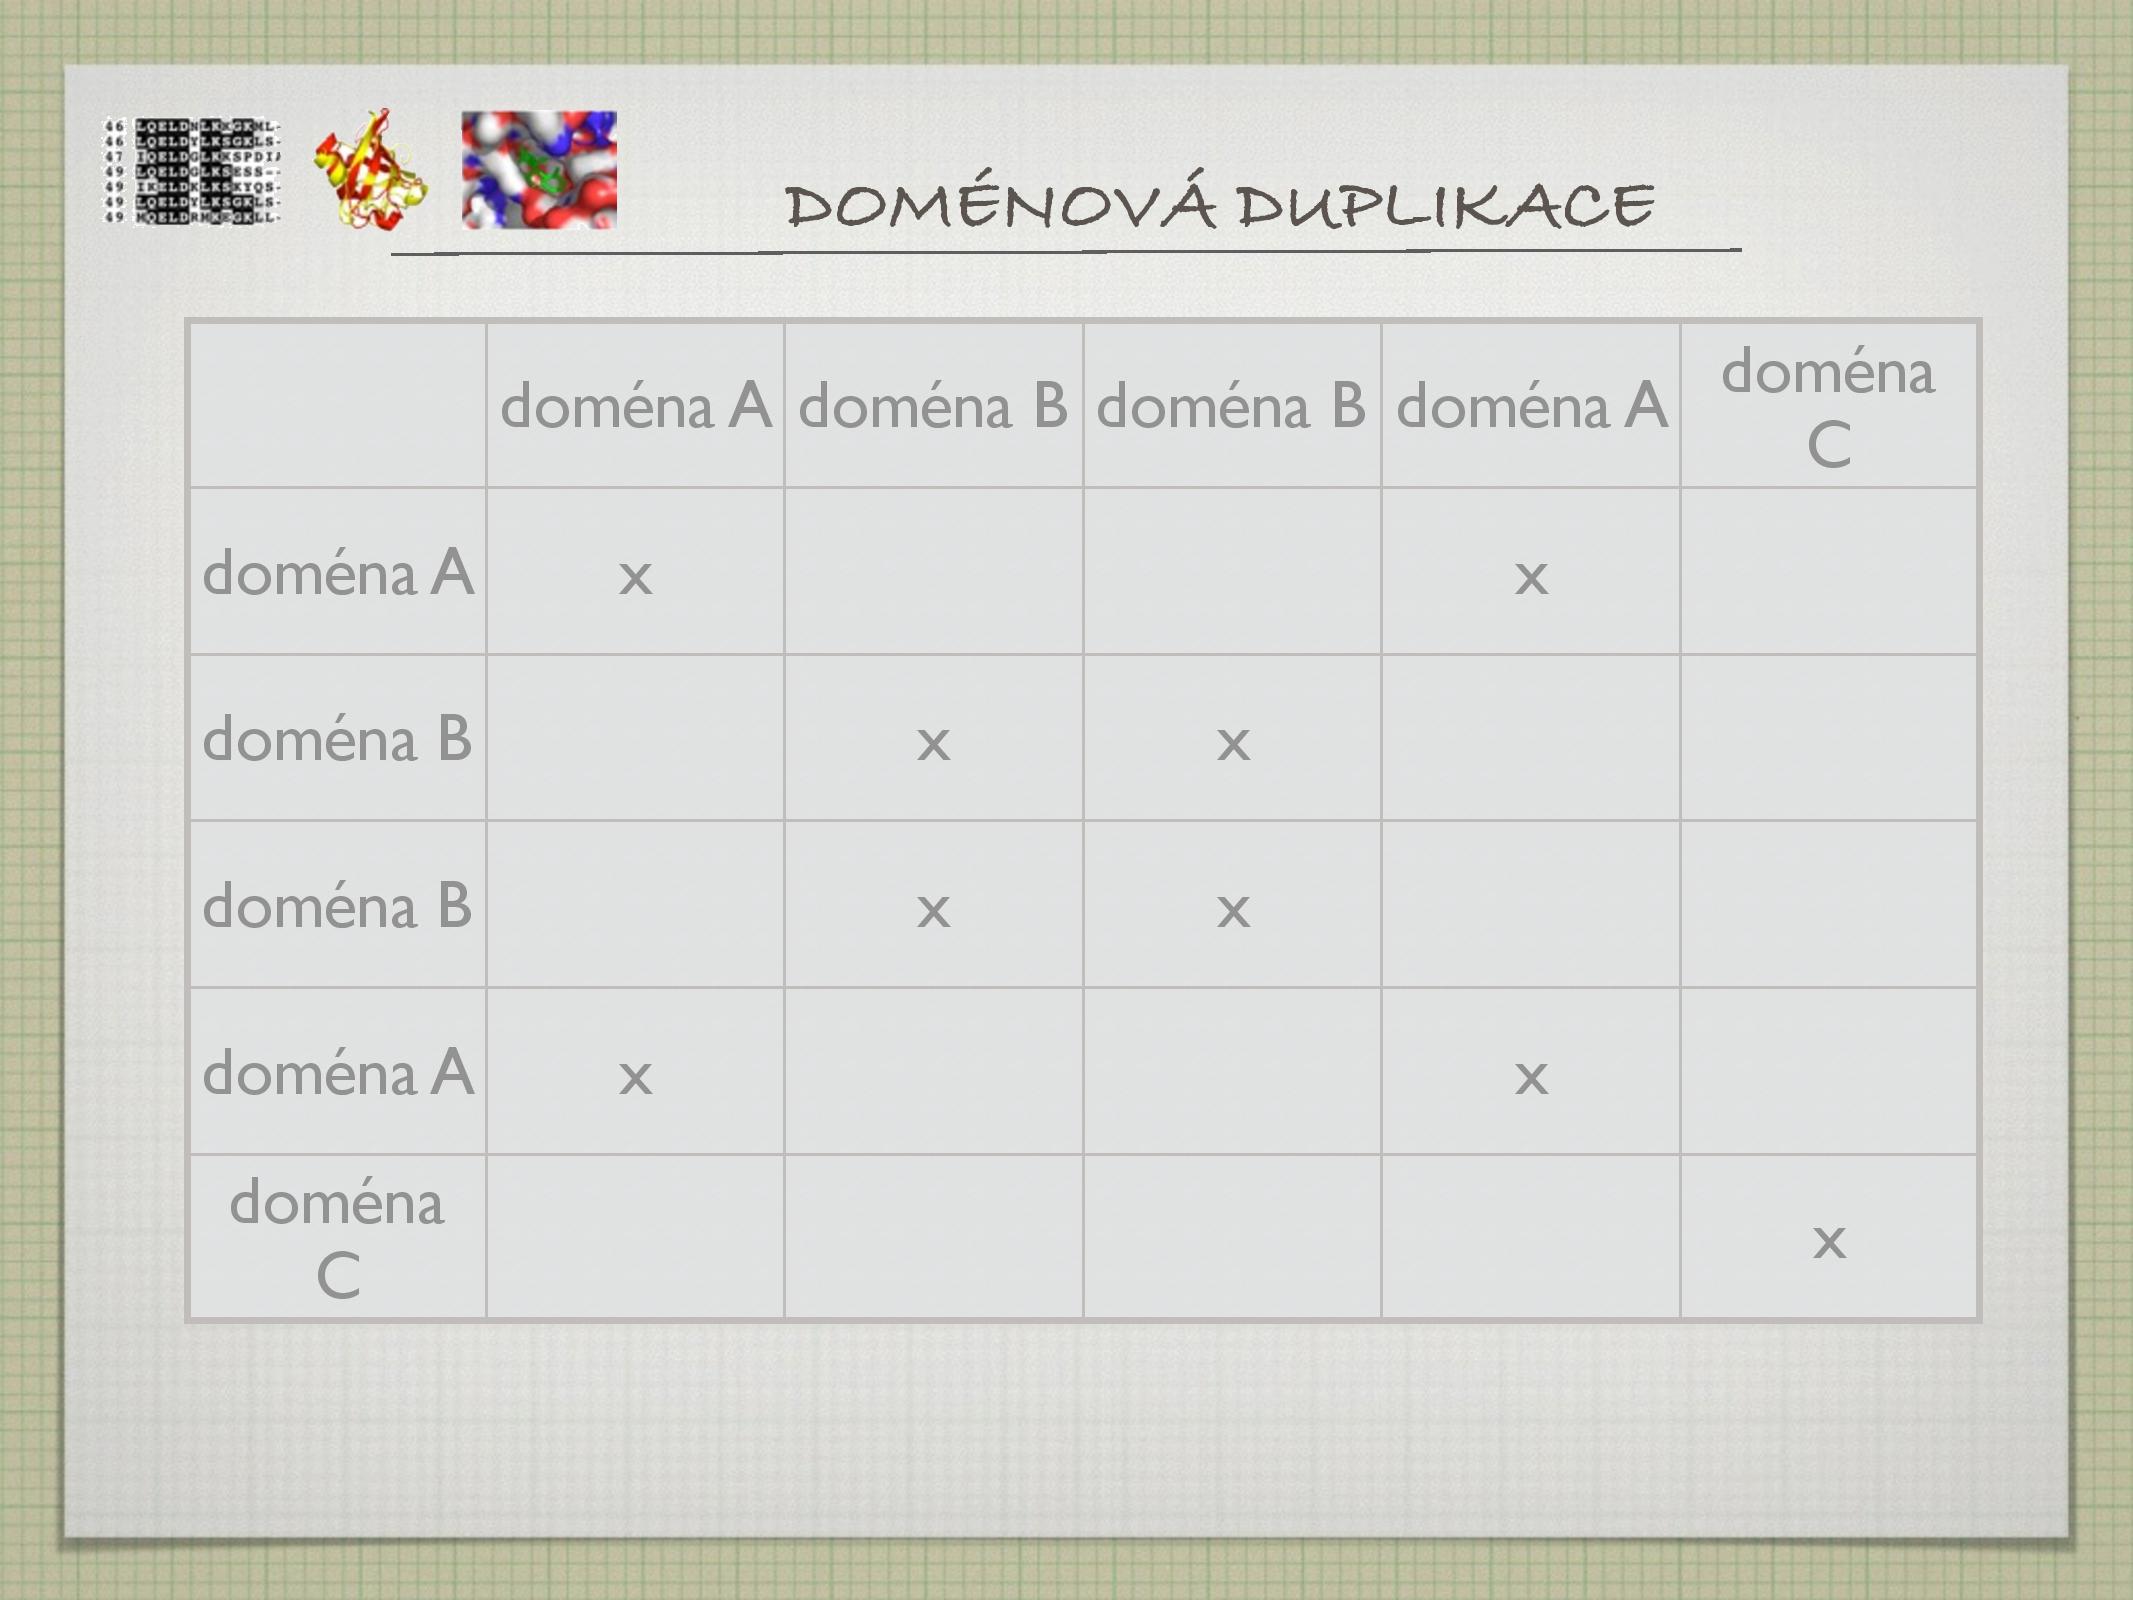 46 LQELDNLKKGKML-
46 LQELDYLKSGKLS-
47 IQELDGLKKSPDI
49 LQELDGLKSESS--
49 IKELDKLKSKYQS-
49 LQELDYLKSGKLS-
49 MQELDRMKEGKLL-
DOMÉNOVÁ DUPLIKACE
doména A doména B doména B doména A doména
C
doména A x x
doména B x x
doména B x x
doména A x x
doména
C x